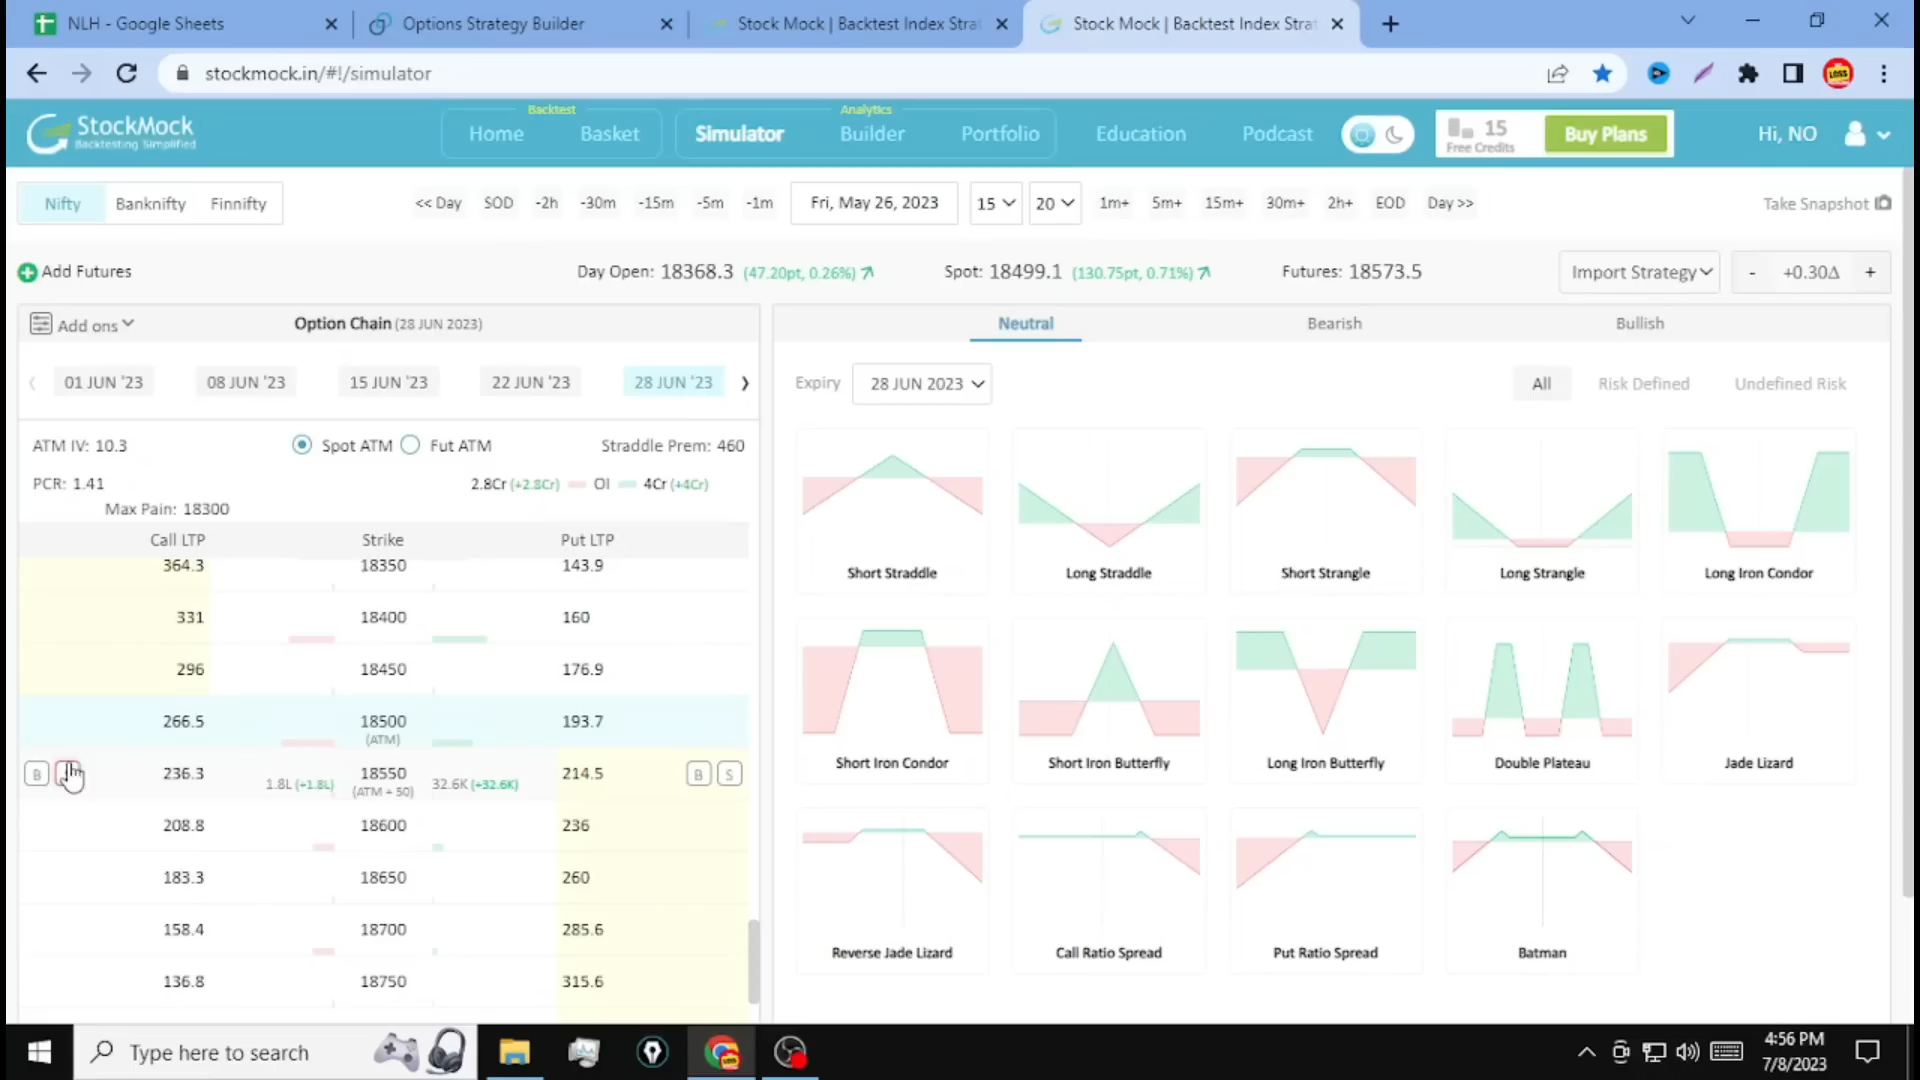 NLH - Google Sheets
Options Strategy Builder
Stock Mock | Backtest Index Stra
Stock Mock | Backtest Index Strat
stockmock.in/#!/simulator
LOSS
StockMock
Backtesting Simplified
Backtest
Home
Basket
Simulator
Analytics
Builder
Portfolio
Education
Podcast
15
Free Credits
Buy Plans
Hi, NO
Nifty
Banknifty
Finnifty
<< Day
SOD
-2h
-30m
-15m
-5m
-1m
Fri, May 26, 2023
15
20
1m+
5m+
15m+
30m+
2h+
EOD
Day >>
Take Snapshot
Add Futures
Day Open: 18368.3 (47.20pt, 0.26%)
Spot: 18499.1 (130.75pt, 0.71%)
Futures: 18573.5
Import Strategy
- +0.30Δ +
Add ons
Option Chain (28 JUN 2023)
01 JUN '23
08 JUN '23
15 JUN '23
22 JUN '23
28 JUN '23
ATM IV: 10.3
Spot ATM
Fut ATM
Straddle Prem: 460
PCR: 1.41
2.8Cr (+2.8Cr) OI 4Cr (+4Cr)
Max Pain: 18300
Call LTP Strike Put LTP
364.3 18350 143.9
331 18400 160
296 18450 176.9
266.5 18500 193.7
(ATM)
B 236.3 1.8L (+1.8L) 18550 32.6K (+32.6K) 214.5 B S
(ATM + 50)
208.8 18600 236
183.3 18650 260
158.4 18700 285.6
136.8 18750 315.6
Neutral
Bearish
Bullish
Expiry
28 JUN 2023
All
Risk Defined
Undefined Risk
Short Straddle
Long Straddle
Short Strangle
Long Strangle
Long Iron Condor
Short Iron Condor
Short Iron Butterfly
Long Iron Butterfly
Double Plateau
Jade Lizard
Reverse Jade Lizard
Call Ratio Spread
Put Ratio Spread
Batman
Type here to search
4:56 PM
7/8/2023